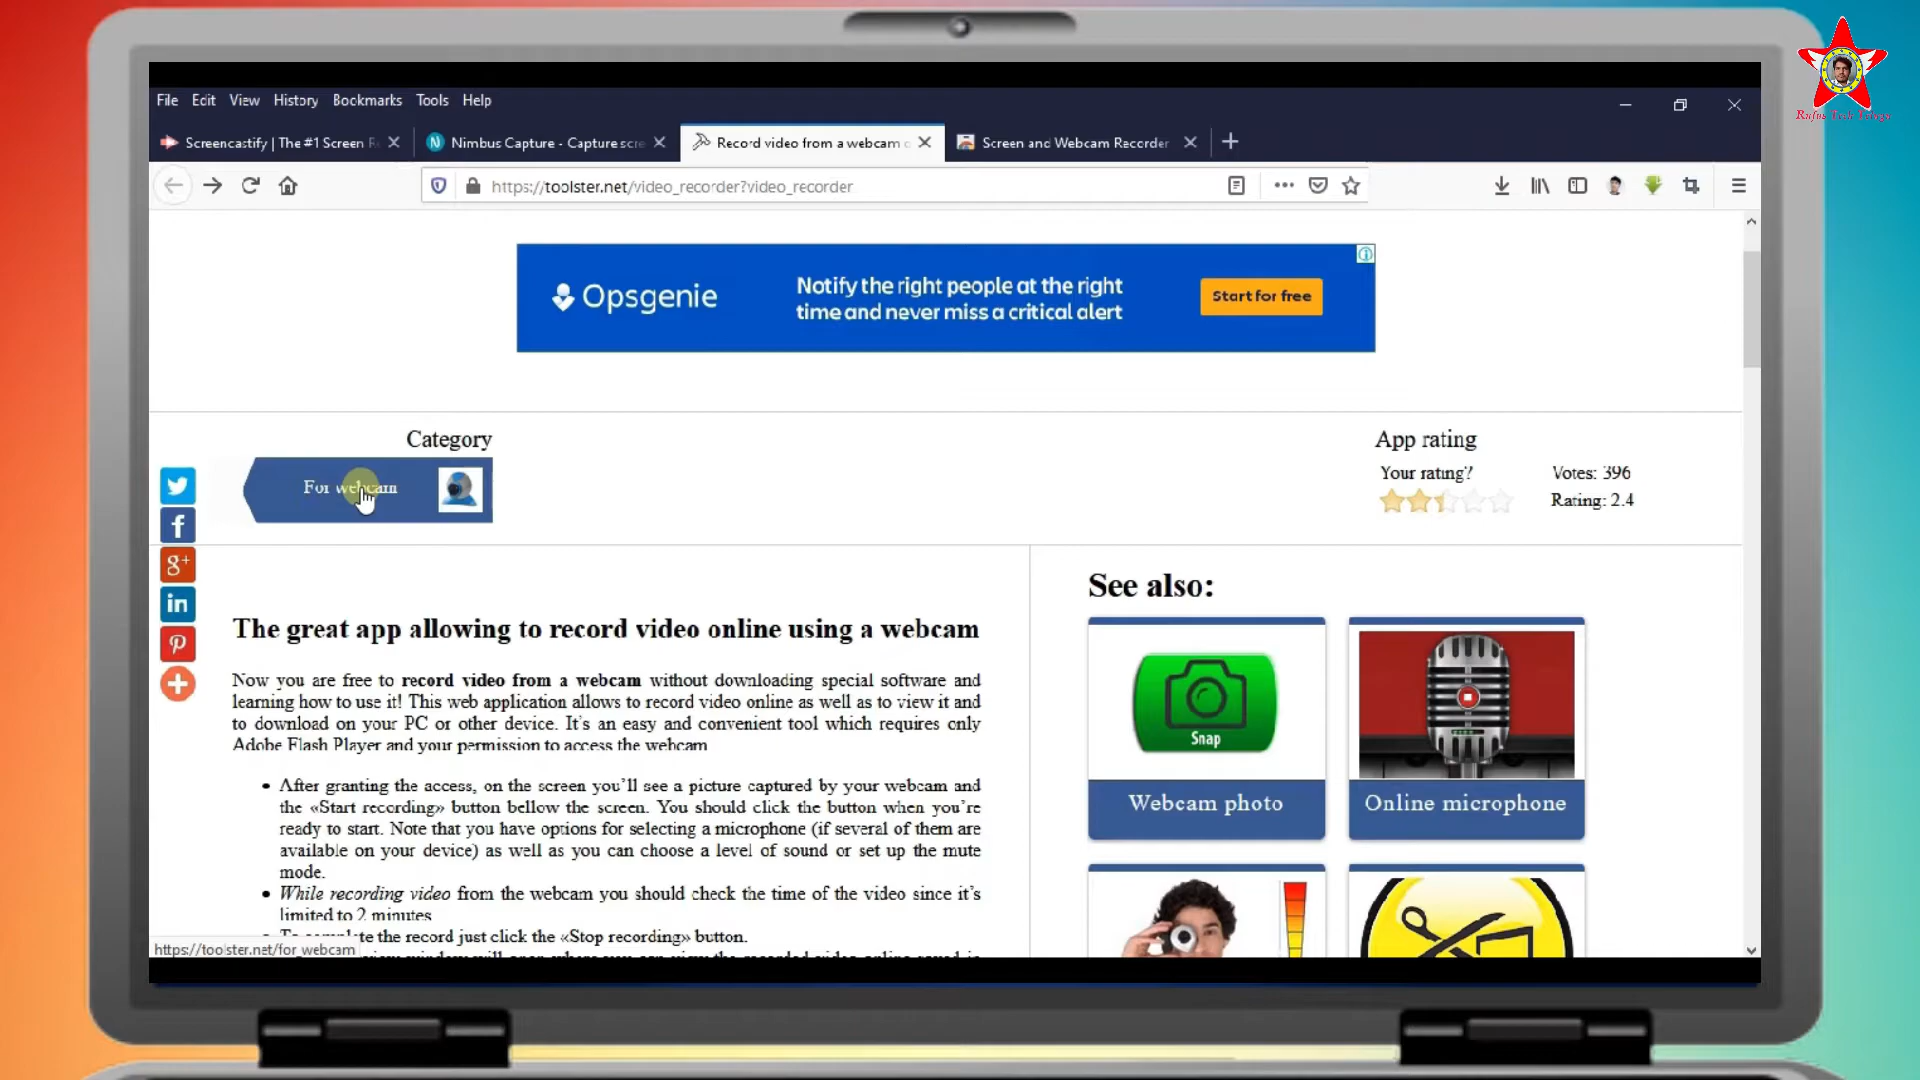 File Edit View History Bookmarks Tools Help
Screencastify | The #1 Screen R
Nimbus Capture - Capture scre
Record video from a webcam
Screen and Webcam Recorder
https://toolster.net/video_recorder?video_recorder
Opsgenie
Notify the right people at the right
time and never miss a critical alert
Start for free
Category
For webcam
App rating
Your rating?
Votes: 396
Rating: 2.4
The great app allowing to record video online using a webcam
Now you are free to record video from a webcam without downloading special software and
learning how to use it! This web application allows to record video online as well as to view it and
to download on your PC or other device. It's an easy and convenient tool which requires only
Adobe Flash Player and your permission to access the webcam
• After granting the access, on the screen you'll see a picture captured by your webcam and
the «Start recording» button bellow the screen. You should click the button when you're
ready to start. Note that you have options for selecting a microphone (if several of them are
available on your device) as well as you can choose a level of sound or set up the mute
mode.
• While recording video from the webcam you should check the time of the video since it's
limited to 2 minutes
To complete the record just click the «Stop recording» button.
https://toolster.net/for_webcam
See also:
Snap
Webcam photo
Online microphone
Rufus Tech Telugu